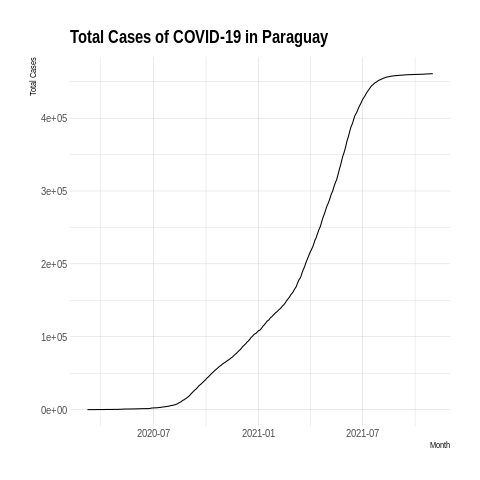 Total Cases of COVID-19 in Paraguay
Total Cases
4e+05
3e+05
2e+05
1e+05
0e+00
2020-07
2021-01
2021-07
Month